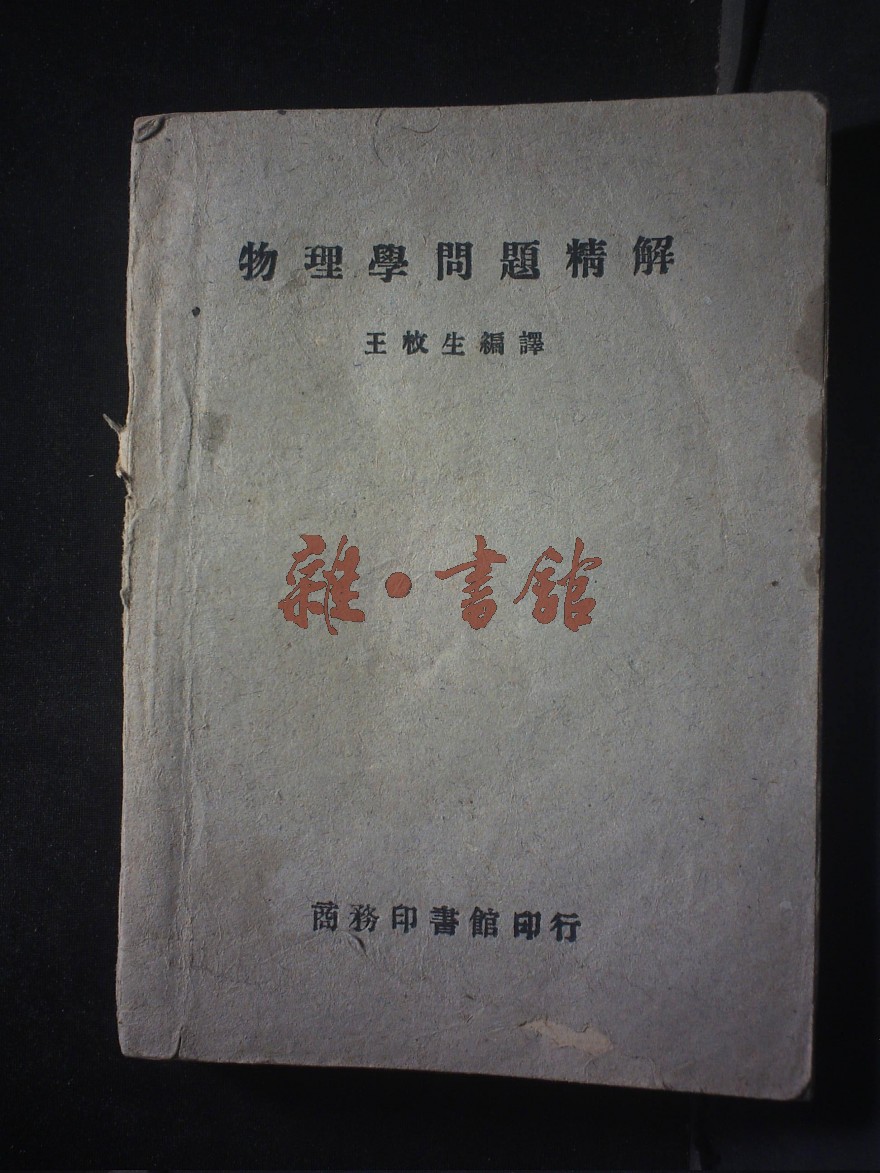 物理學問題精解
王枚生編譯
雜·書館
商務印書館印行